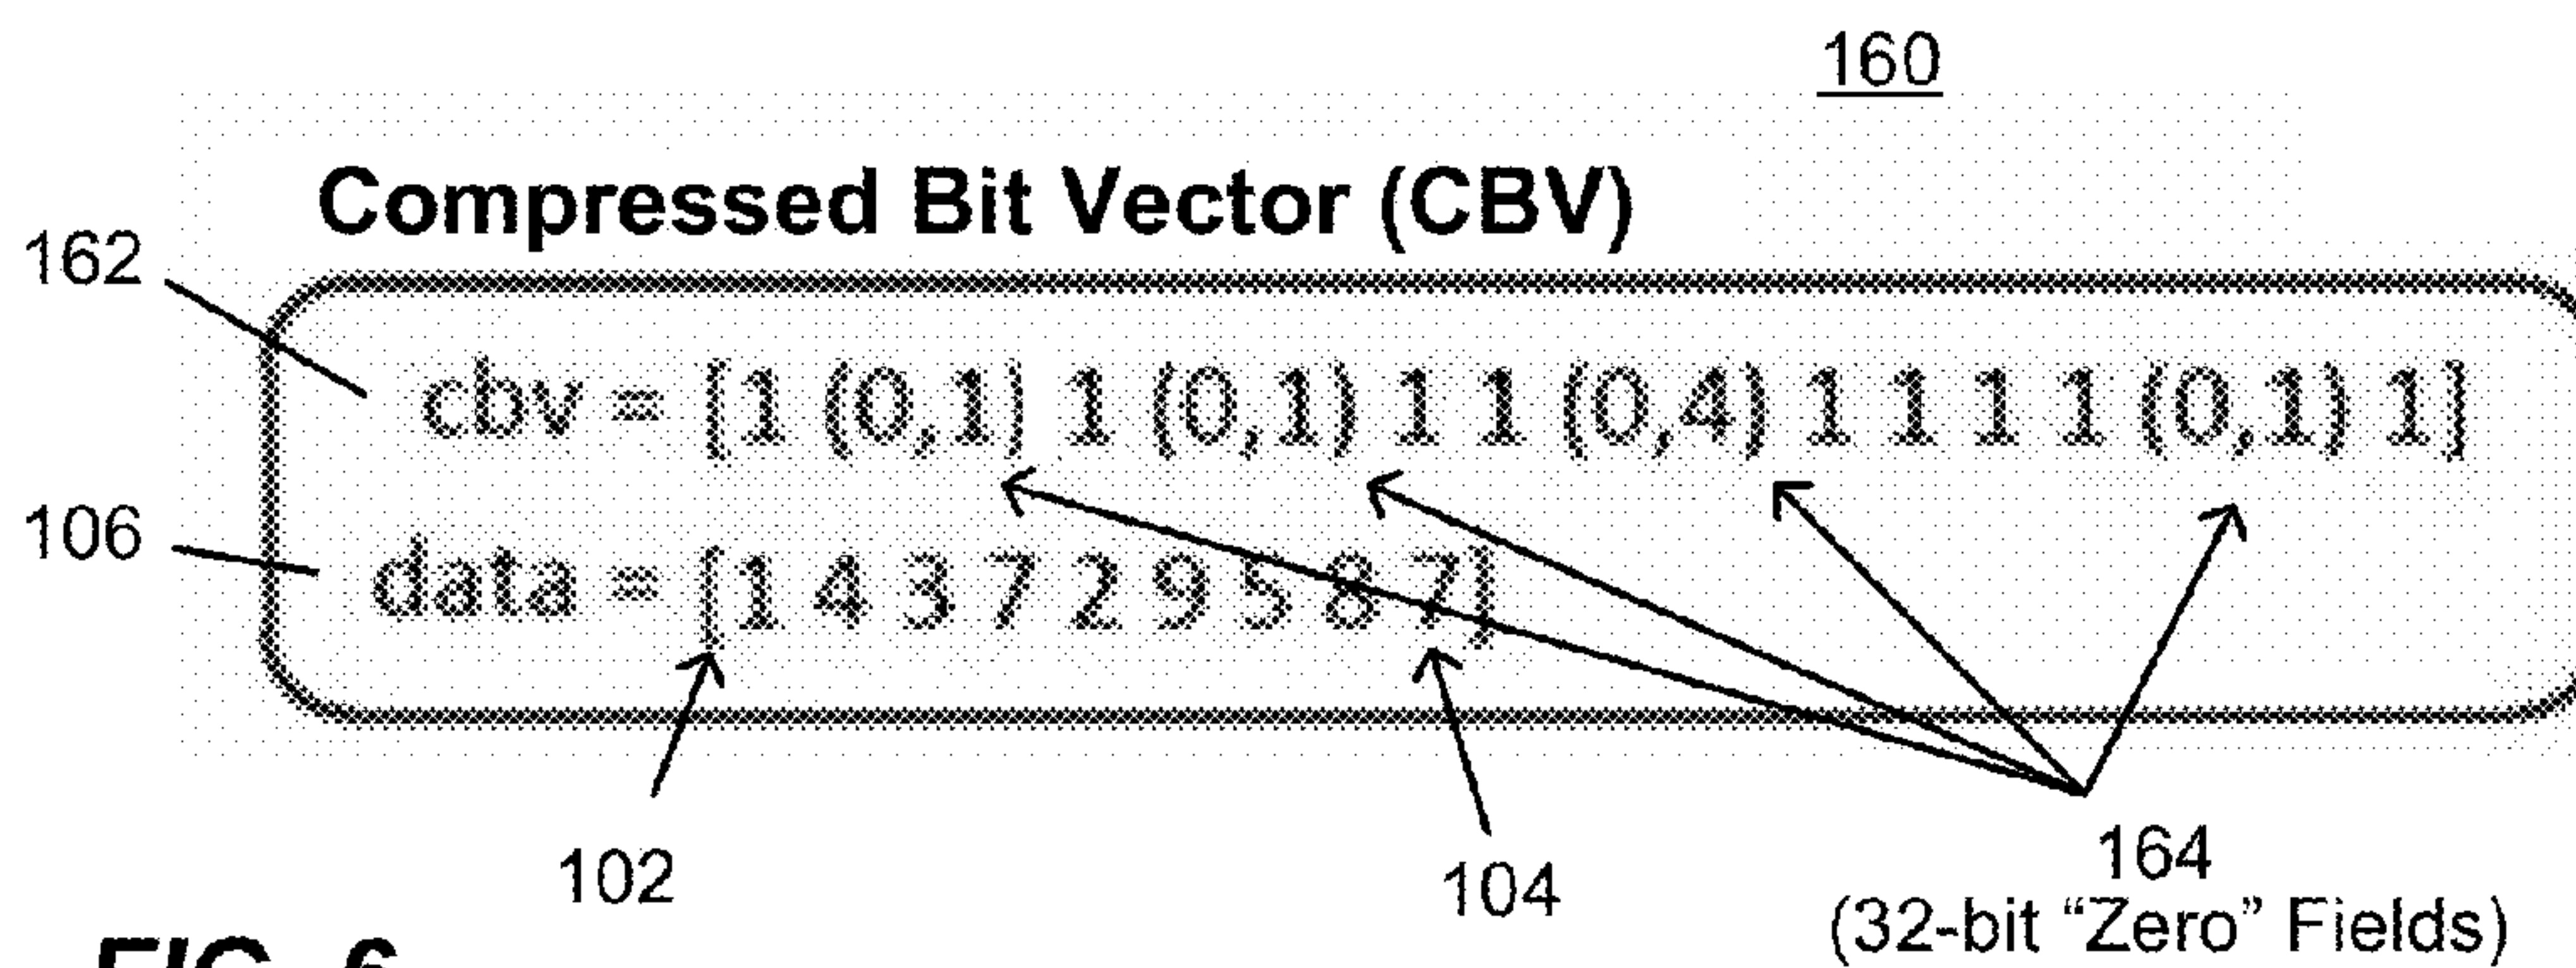 160
Compressed Bit Vector (CBV)
162
cbv = [1 (0,1) 1 (0,1) 1 1 (0,4) 1 1 1 1 (0,1) 1]
106
data = [1 4 3 7 2 9 5 8 7]
102
104
164
(32-bit “Zero” Fields)
FIG. 6